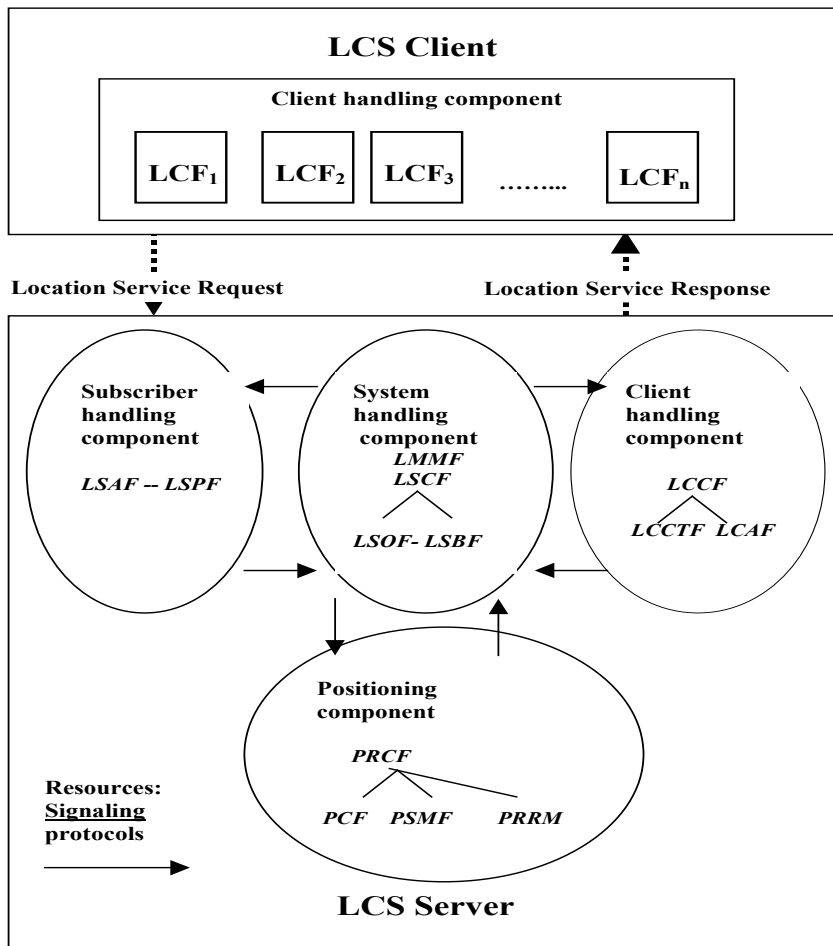 LCS Client
Client handling component
LCF1 LCF2 LCF3 ……... LCFn
Location Service Request
Location Service Response
Subscriber
handling
component
LSAF -- LSPF
System
handling
component
LMMF
LSCF
LSOF- LSBF
Client
handling
component
LCCF
LCCTF LCAF
Positioning
component
PRCF
PCF PSMF PRRM
Resources:
Signaling
protocols
LCS Server